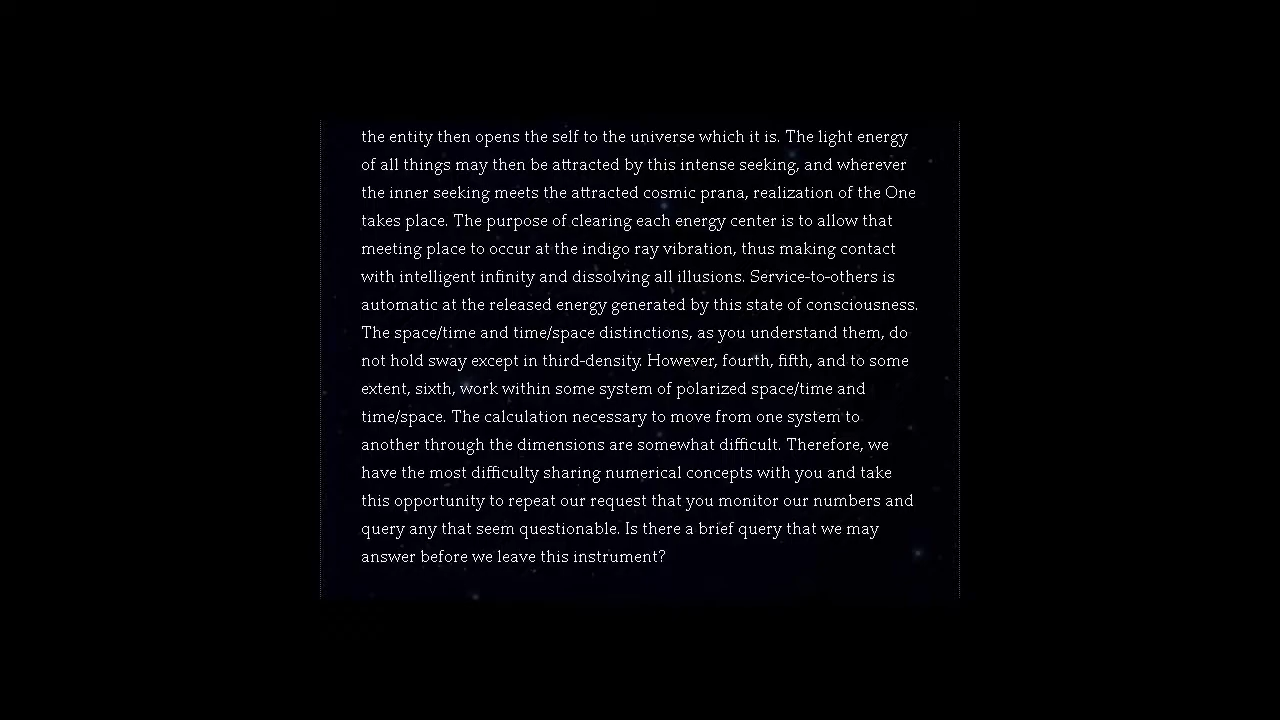 the entity then opens the self to the universe which it is. The light energy
of all things may then be attracted by this intense seeking, and wherever
the inner seeking meets the attracted cosmic prana, realization of the One
takes place. The purpose of clearing each energy center is to allow that
meeting place to occur at the indigo ray vibration, thus making contact
with intelligent infinity and dissolving all illusions. Service-to-others is
automatic at the released energy generated by this state of consciousness.
The space/time and time/space distinctions, as you understand them, do
not hold sway except in third-density. However, fourth, fifth, and to some
extent, sixth, work within some system of polarized space/time and
time/space. The calculation necessary to move from one system to
another through the dimensions are somewhat difficult. Therefore, we
have the most difficulty sharing numerical concepts with you and take
this opportunity to repeat our request that you monitor our numbers and
query any that seem questionable. Is there a brief query that we may
answer before we leave this instrument?